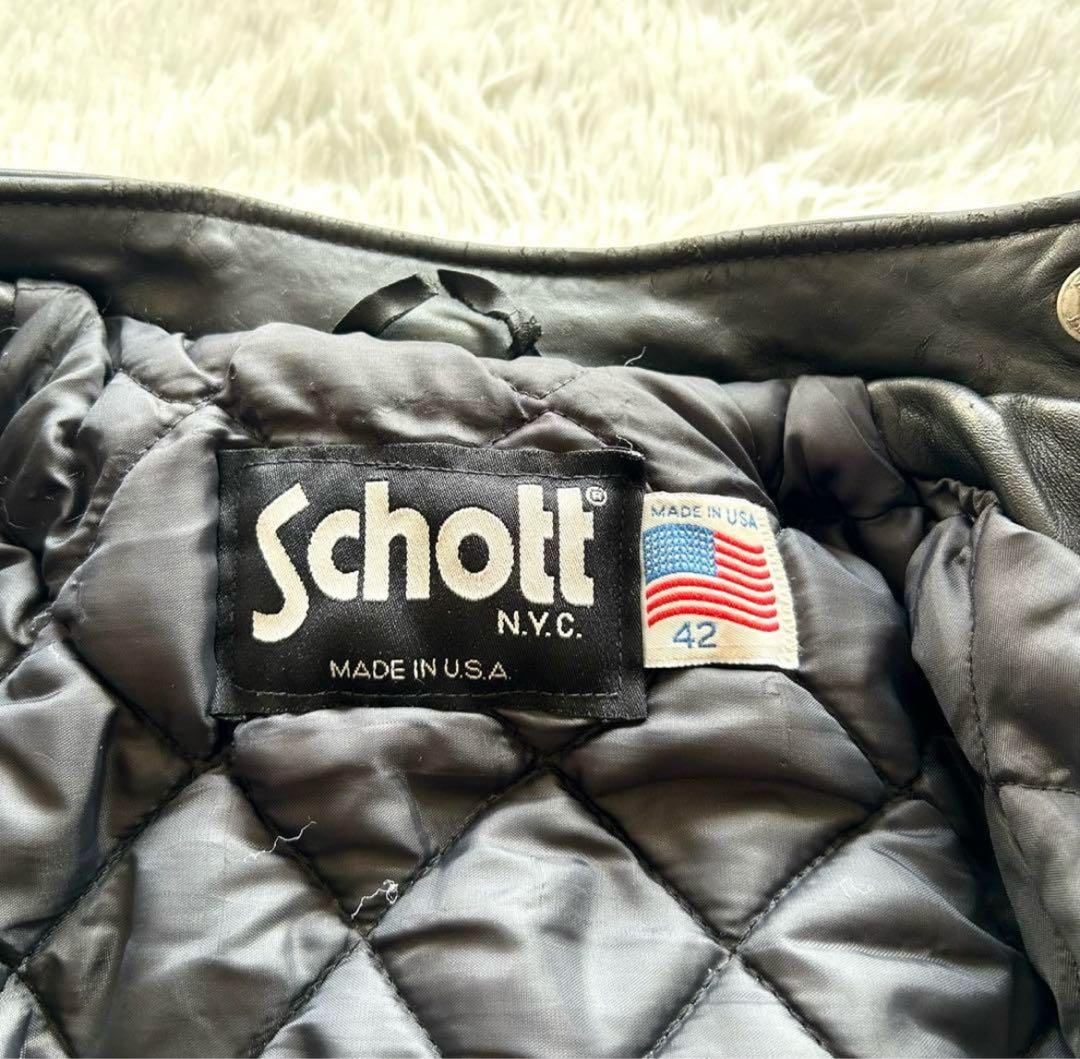 Schott®
N.Y.C.
MADE IN U.S.A.
MADE IN USA
42